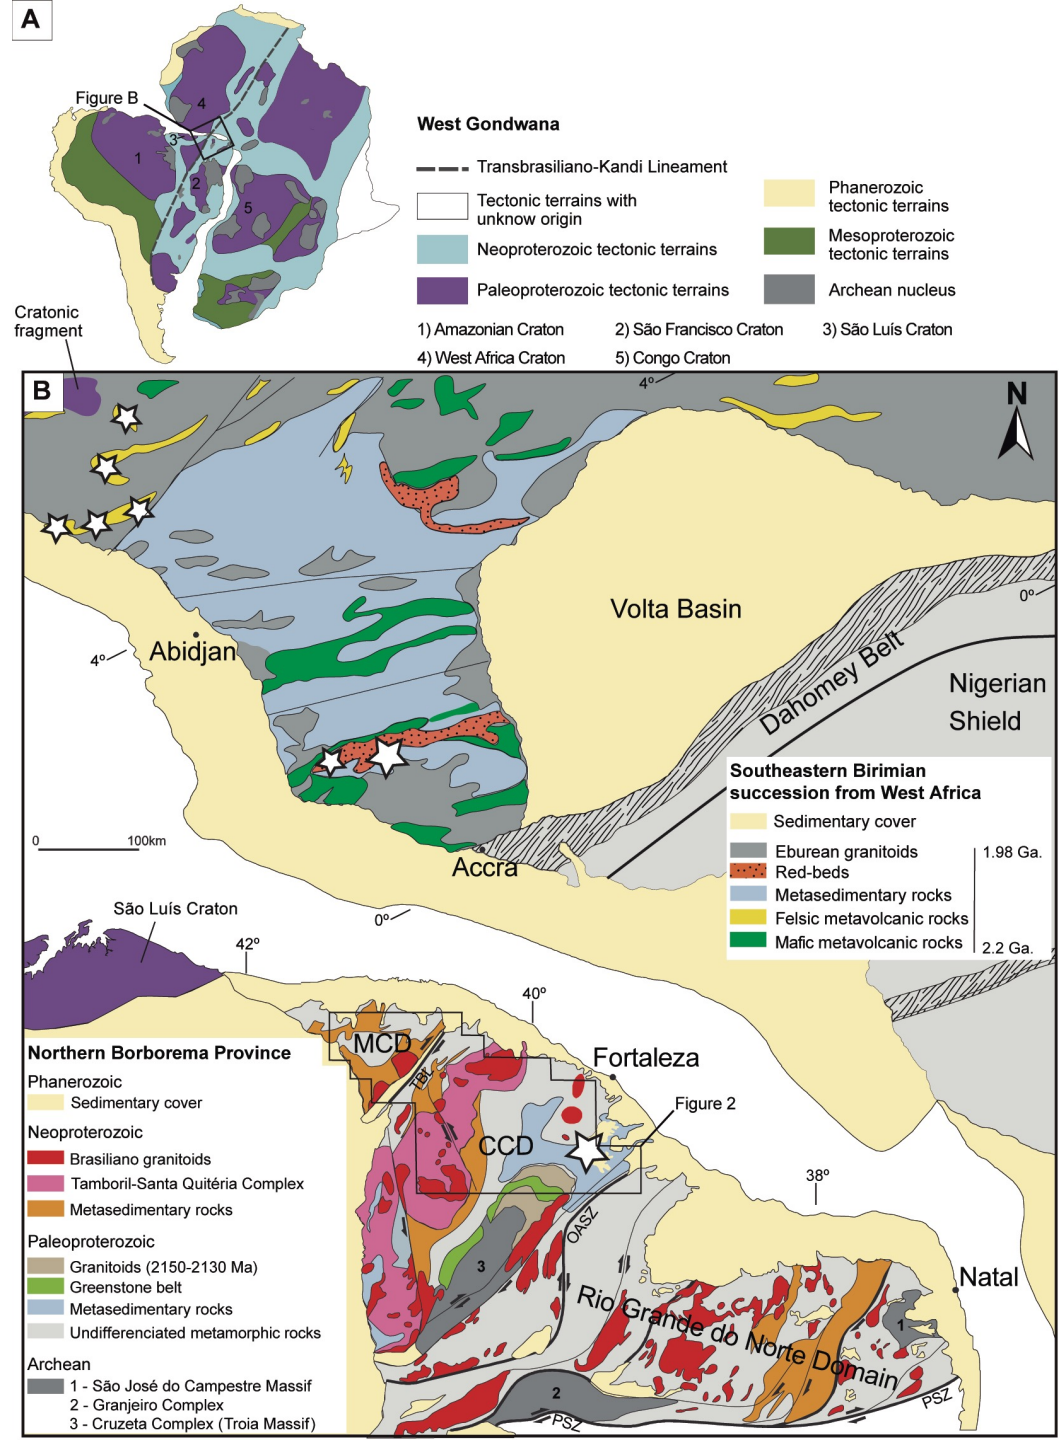 A
Figure B
4
3
1
2
5
West Gondwana
Transbrasiliano-Kandi Lineament
Tectonic terrains with
unknow origin
Neoproterozoic tectonic terrains
Paleoproterozoic tectonic terrains
Phanerozoic
tectonic terrains
Mesoproterozoic
tectonic terrains
Archean nucleus
1) Amazonian Craton
2) São Francisco Craton
3) São Luís Craton
4) West Africa Craton
5) Congo Craton
Cratonic
fragment
B
4º
N
Volta Basin
0º
Abidjan
4º
Dahomey Belt
Nigerian
Shield
Southeastern Birimian
succession from West Africa
Sedimentary cover
Eburean granitoids
Red-beds
Metasedimentary rocks
Felsic metavolcanic rocks
Mafic metavolcanic rocks
1.98 Ga.
2.2 Ga.
0
100km
Accra
0º
São Luís Craton
42º
40º
MCD
Fortaleza
TBL
Figure 2
CCD
38º
OASZ
3
Natal
Rio Grande do Norte Domain
1
2
PSZ
PSZ
Northern Borborema Province
Phanerozoic
Sedimentary cover
Neoproterozoic
Brasiliano granitoids
Tamboril-Santa Quitéria Complex
Metasedimentary rocks
Paleoproterozoic
Granitoids (2150-2130 Ma)
Greenstone belt
Metasedimentary rocks
Undifferenciated metamorphic rocks
Archean
1 - São José do Campestre Massif
2 - Granjeiro Complex
3 - Cruzeta Complex (Troia Massif)